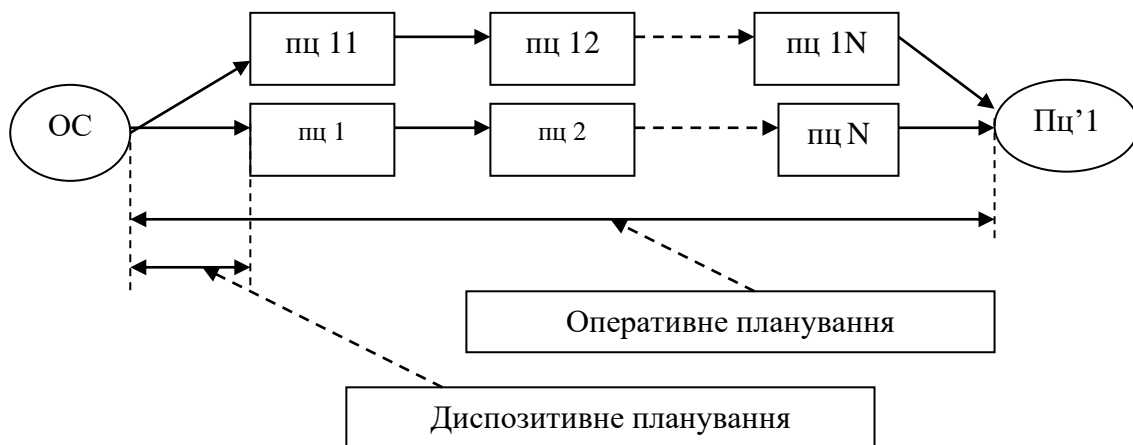 пц 11
пц 12
пц 1N
ОС
пц 1
пц 2
пц N
Пц’1
Оперативне планування
Диспозитивне планування